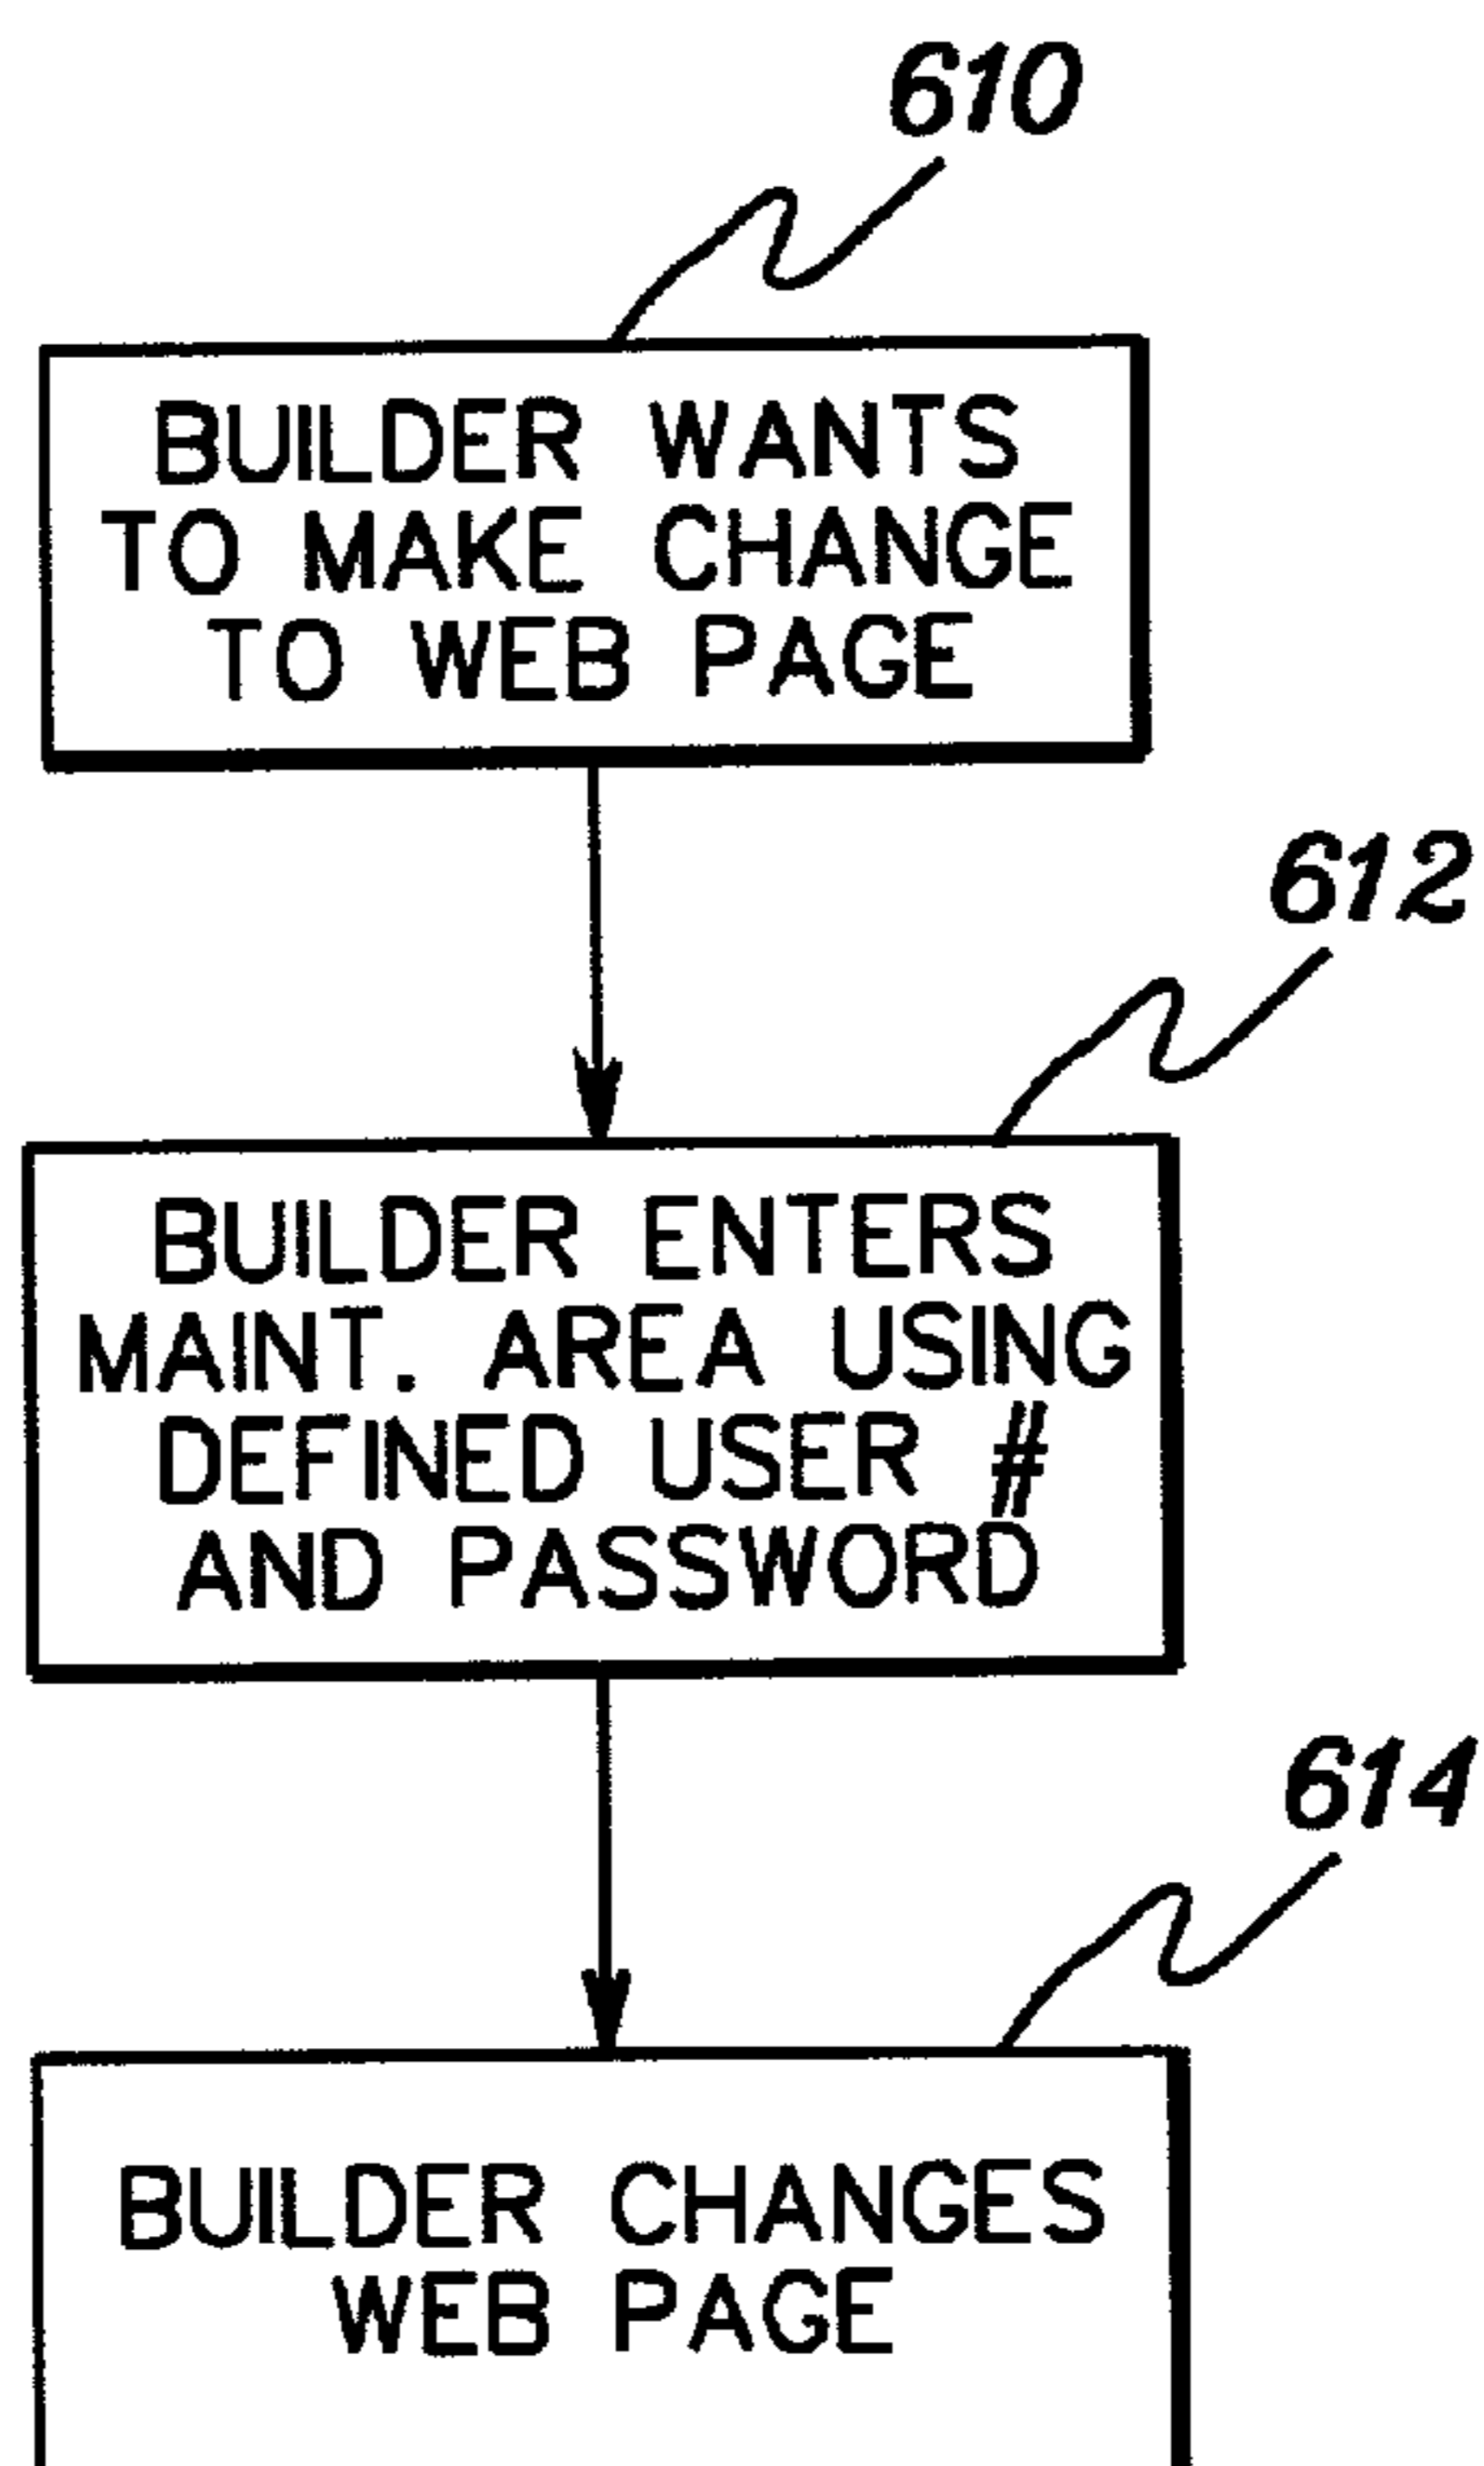 610
BUILDER WANTS
TO MAKE CHANGE
TO WEB PAGE
612
BUILDER ENTERS
MAINT. AREA USING
DEFINED USER #
AND PASSWORD
614
BUILDER CHANGES
WEB PAGE